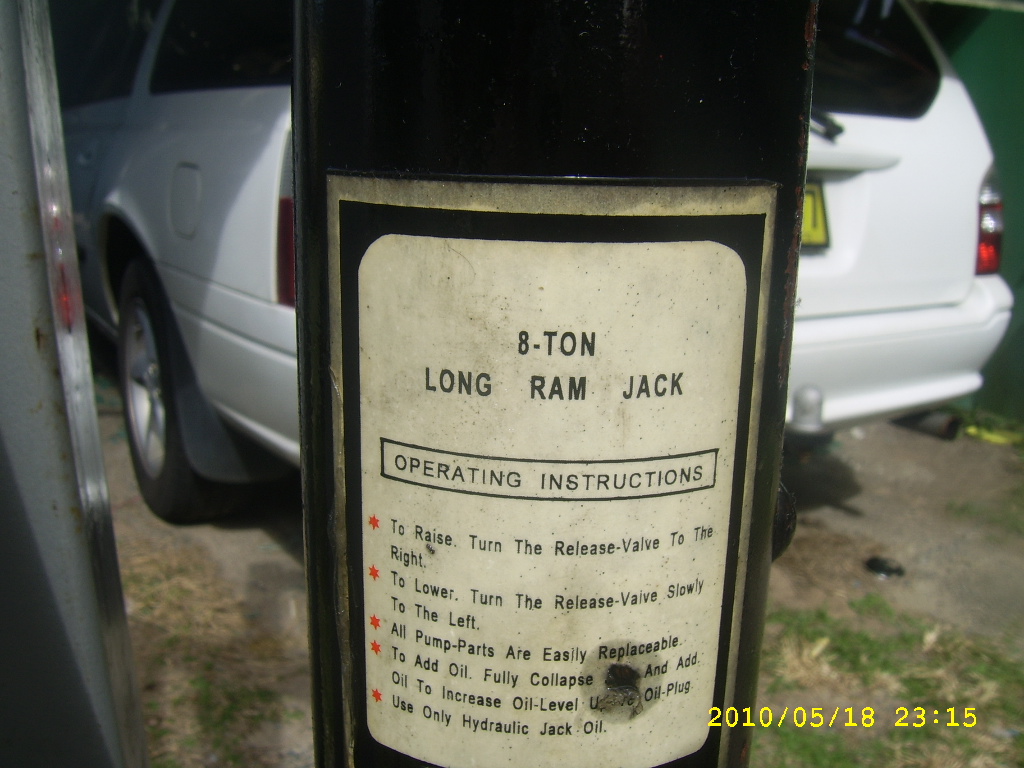 8-TON
LONG RAM JACK
OPERATING INSTRUCTIONS
To Raise. Turn The Release-Valve To The
Right.
To Lower. Turn The Release-Vaive Slowly
To The Left.
All Pump-Parts Are Easily Replaceable.
To Add Oil. Fully Collapse And Add.
Oil To Increase Oil-Level Oil-Plug.
Use Only Hydraulic Jack Oil.
2010/05/18 23:15